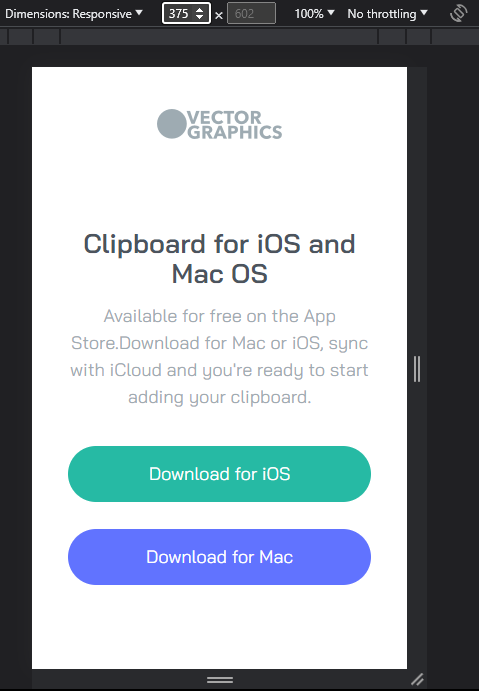 Dimensions: Responsive 375 × 602 100% No throttling
VECTOR
GRAPHICS
Clipboard for iOS and
Mac OS
Available for free on the App
Store.Download for Mac or iOS, sync
with iCloud and you're ready to start
adding your clipboard.
Download for iOS
Download for Mac